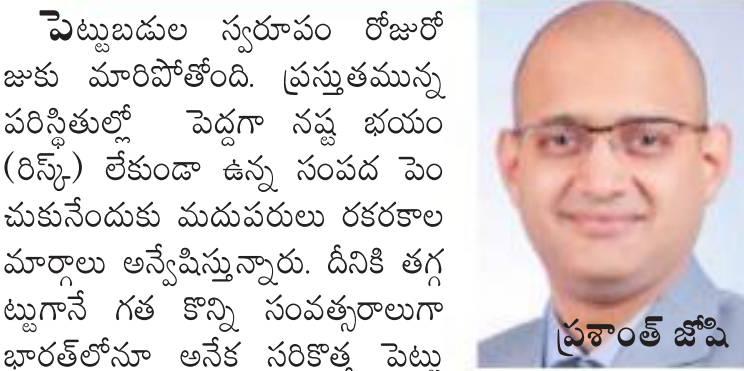 పెట్టుబడుల స్వరూపం రోజురో
జుకు మారిపోతోంది. ప్రస్తుతమున్న
పరిస్థితుల్లో పెద్దగా నష్ట భయం
(రిస్క్) లేకుండా ఉన్న సంపద పెం
చుకునేందుకు మదుపరులు రకరకాల
మార్గాలు అన్వేషిస్తున్నారు. దీనికి తగ్గ
ట్టుగానే గత కొన్ని సంవత్సరాలుగా
భారత్‌లోనూ అనేక సరికొత్త పెట్టు
ప్రశాంత్ జోషి